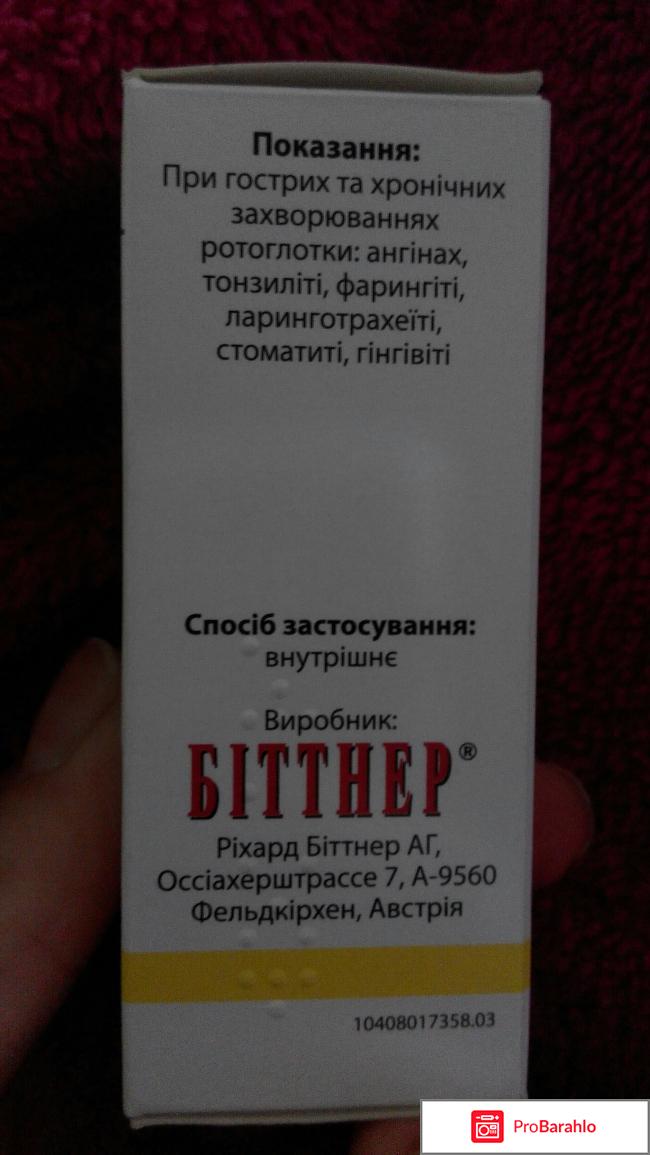 Показання:
При гострих та хронічних
захворюваннях
ротоглотки: ангінах,
тонзиліті, фарингіті,
ларинготрахеїті,
стоматиті, гінгівіті
Спосіб застосування:
внутрішнє
Виробник:
БІТТНЕР®
Ріхард Біттнер АГ,
Оссіахерштрассе 7, А-9560
Фельдкірхен, Австрія
10408017358.03
ProBarahlo